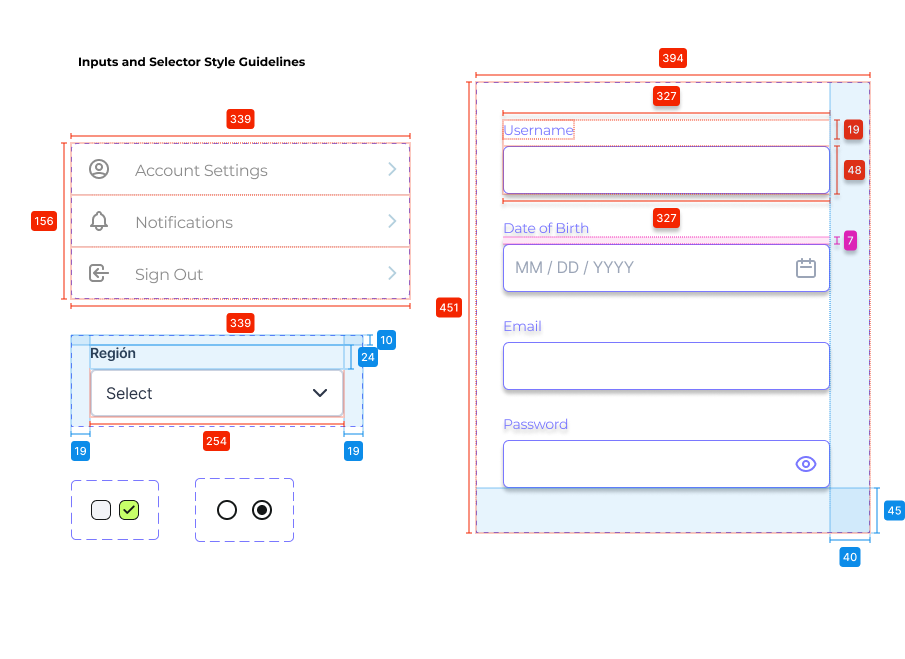 Inputs and Selector Style Guidelines
339
156
Account Settings
Notifications
Sign Out
339
10
24
Región
Select
254
19
19
394
327
Username
19
48
327
Date of Birth
7
MM / DD / YYYY
451
Email
Password
45
40